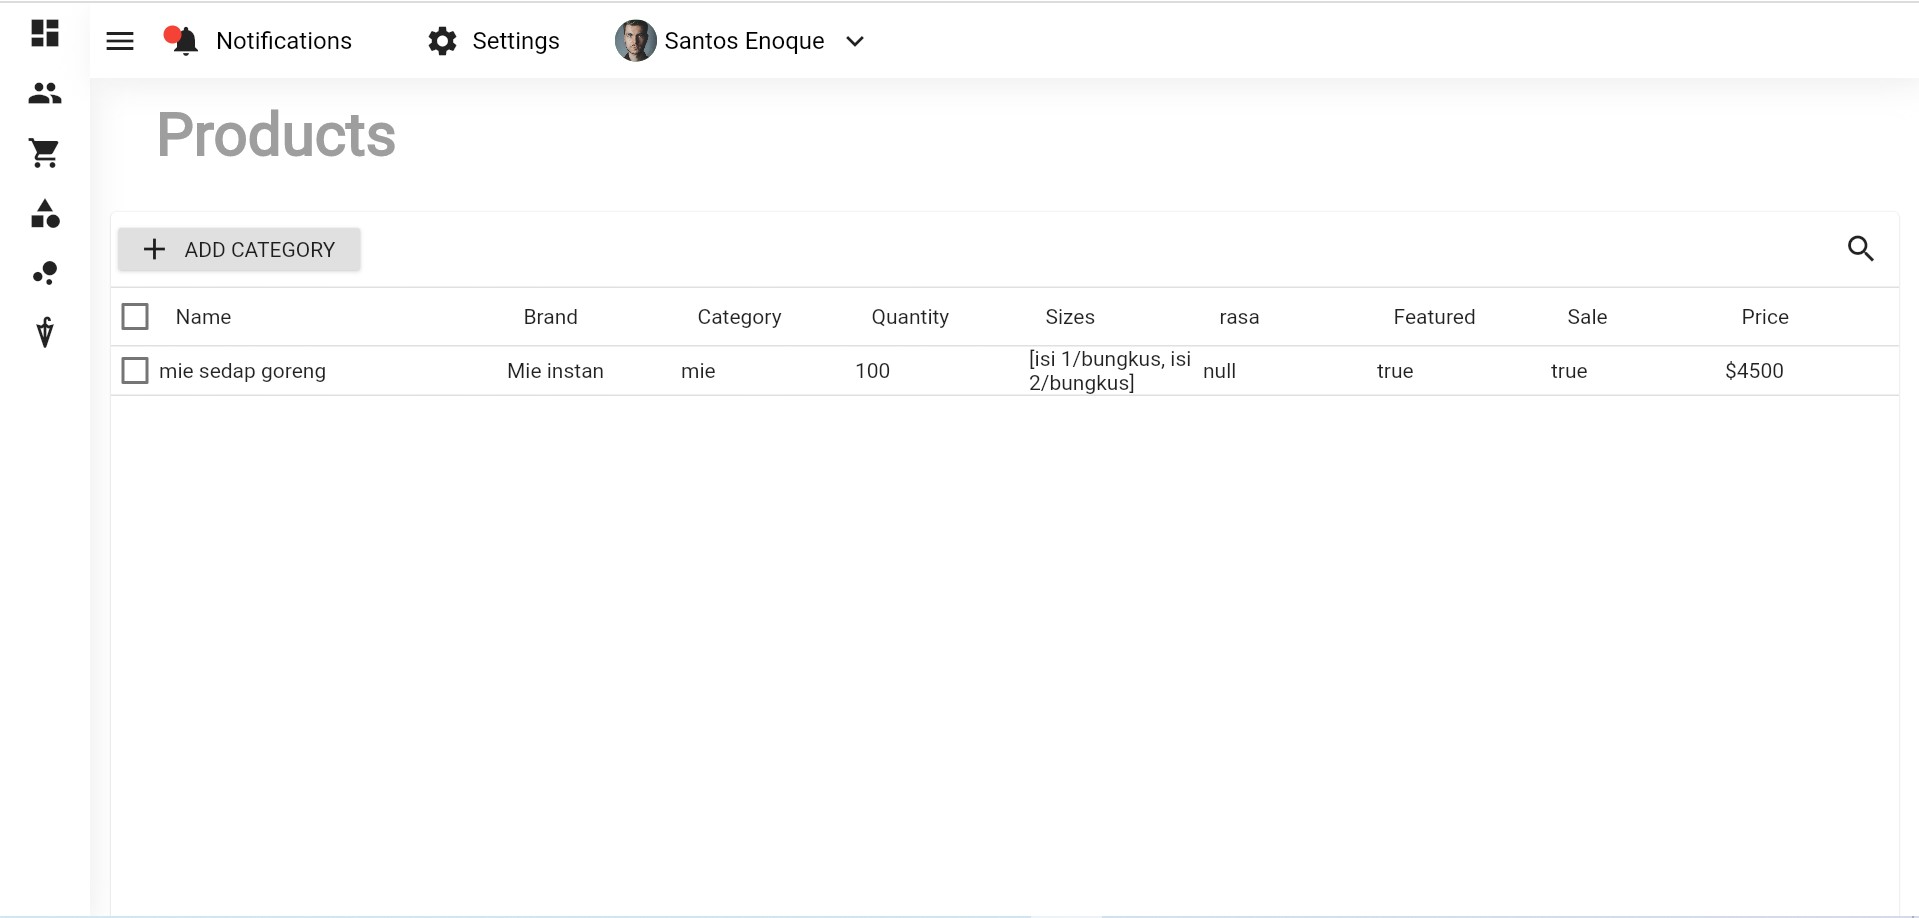 Notifications Settings Santos Enoque
Products
ADD CATEGORY
Name Brand Category Quantity Sizes rasa Featured Sale Price
mie sedap goreng Mie instan mie 100 [isi 1/bungkus, isi 2/bungkus] null true true $4500